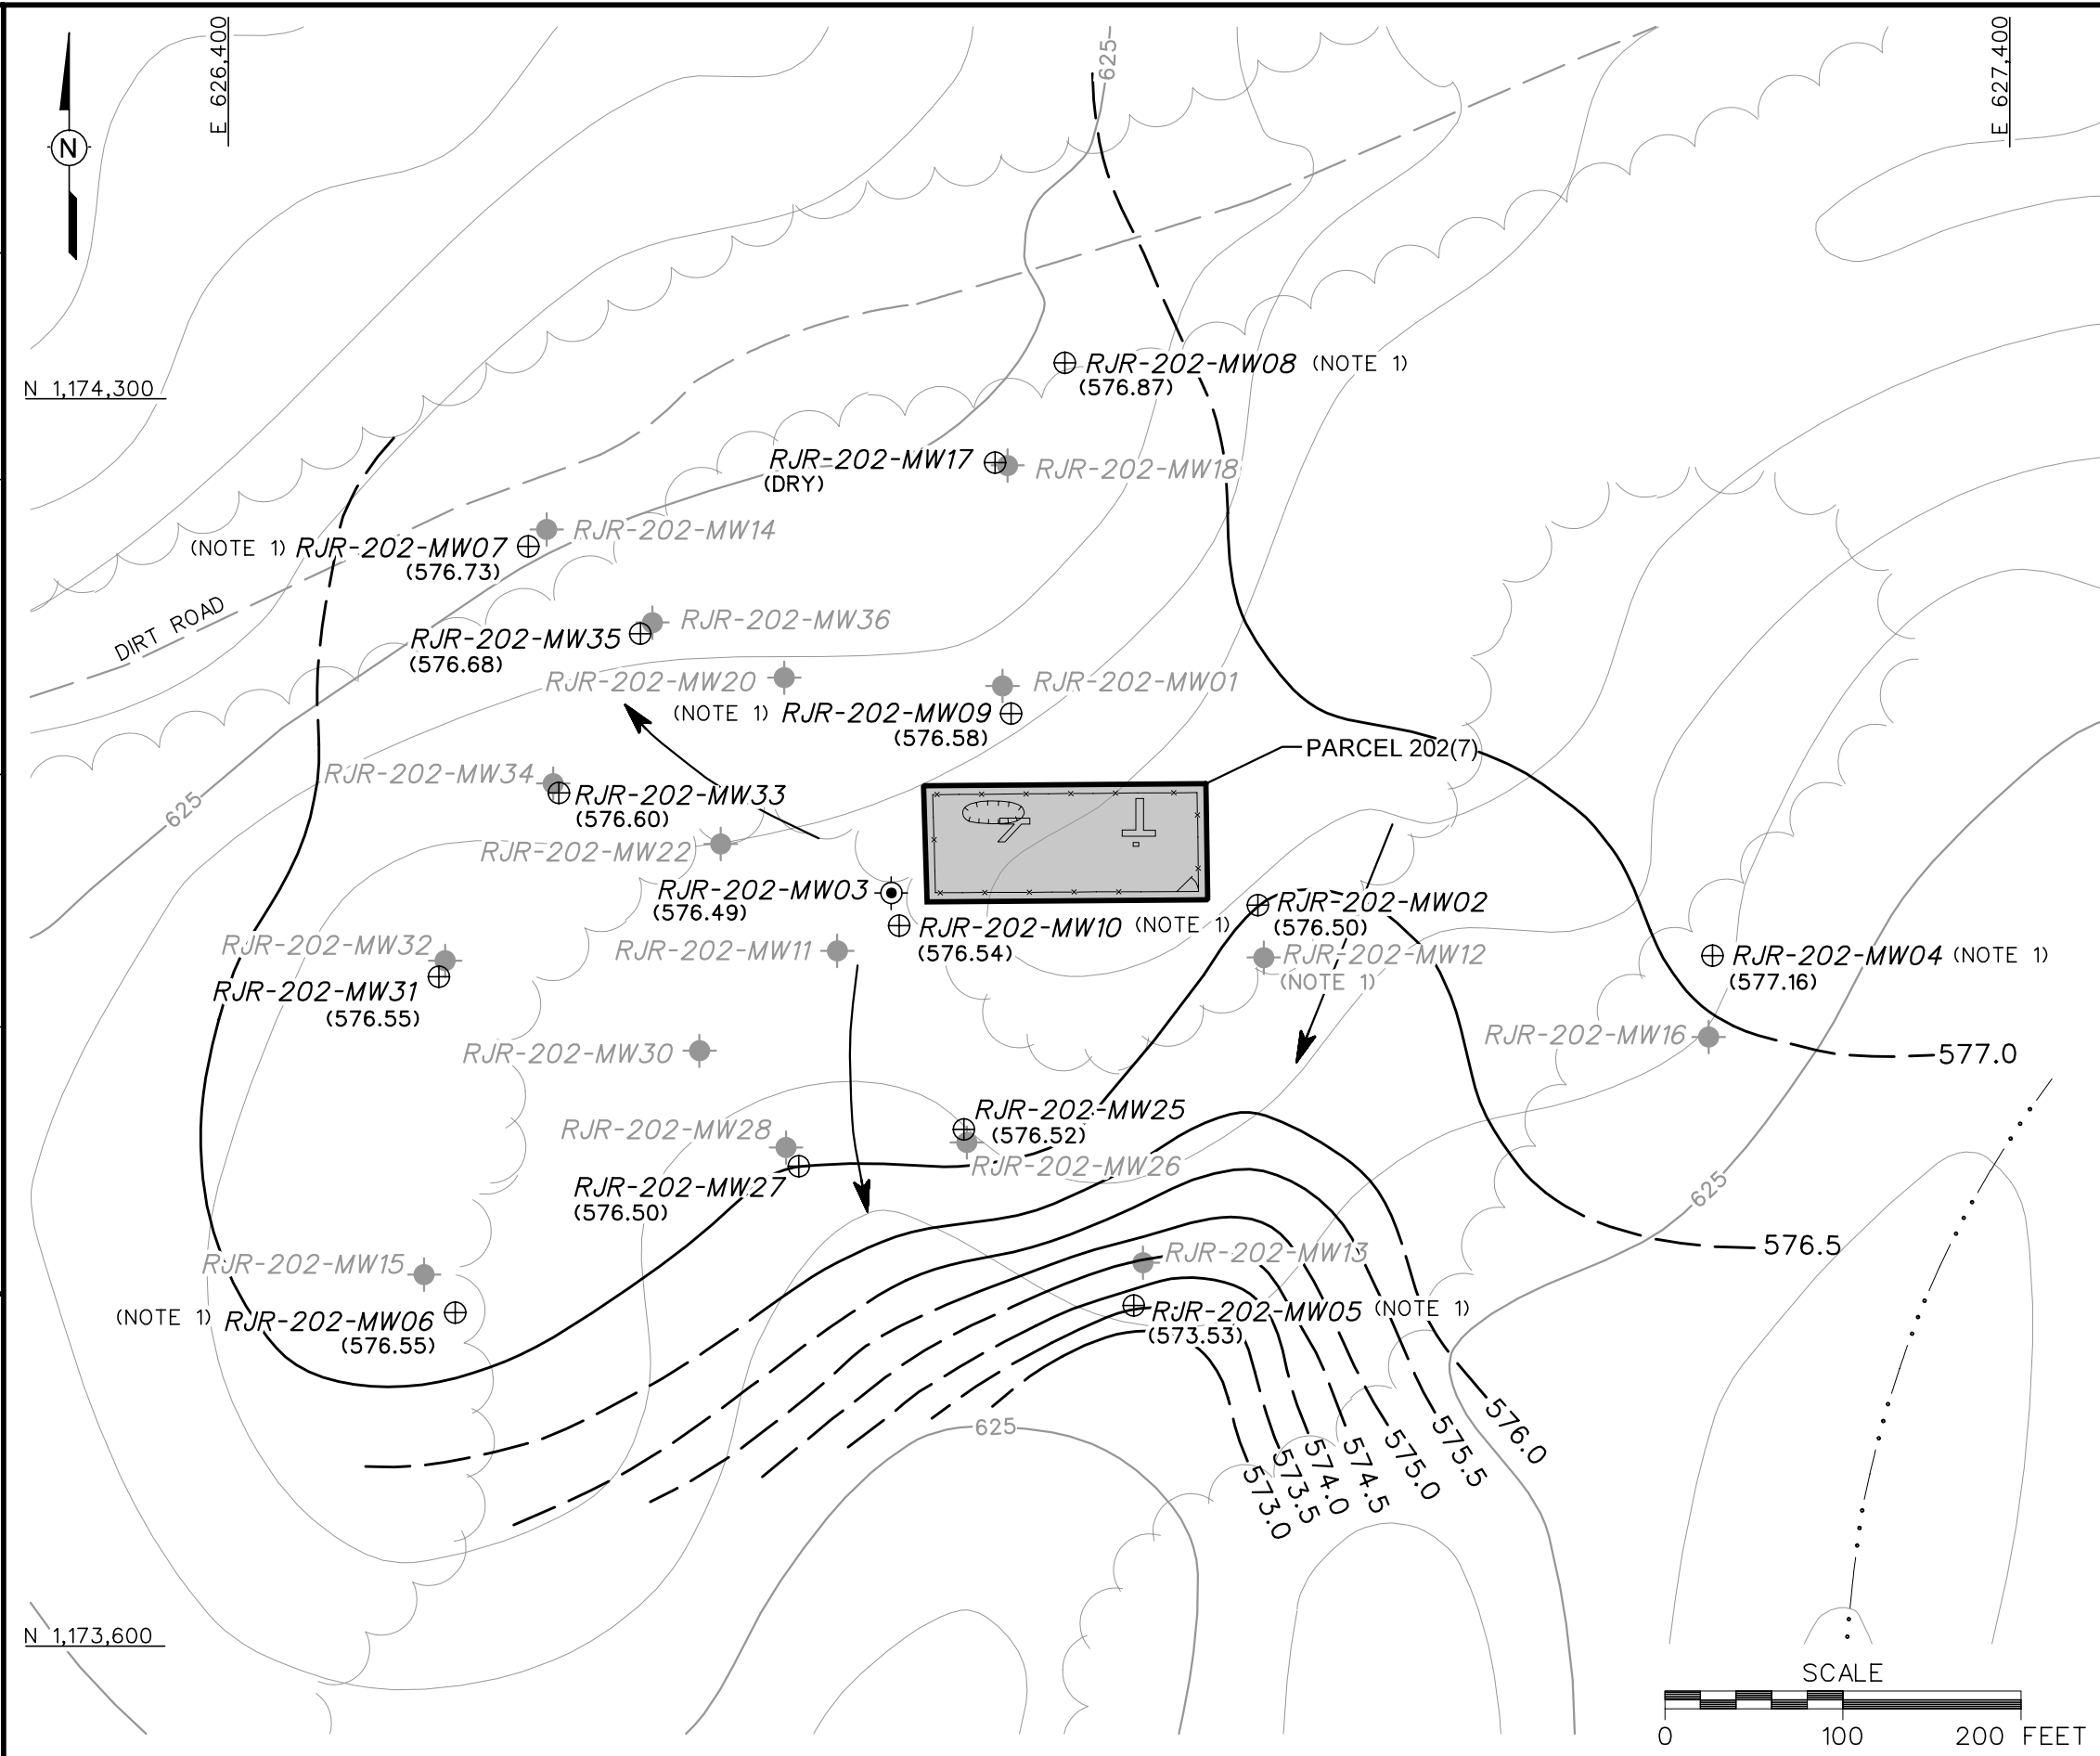 E 626,400
625
E 627,400
N
N 1,174,300
RJR-202-MW08 (NOTE 1)
(576.87)
RJR-202-MW17
(DRY)
RJR-202-MW18
RJR-202-MW14
(NOTE 1) RJR-202-MW07
(576.73)
DIRT ROAD
RJR-202-MW36
RJR-202-MW35
(576.68)
RJR-202-MW20
RJR-202-MW01
(NOTE 1) RJR-202-MW09
(576.58)
PARCEL 202(7)
RJR-202-MW34
RJR-202-MW33
(576.60)
625
RJR-202-MW22
RJR-202-MW03
(576.49)
RJR-202-MW10 (NOTE 1)
(576.54)
RJR-202-MW02
(576.50)
RJR-202-MW12
(NOTE 1)
RJR-202-MW04 (NOTE 1)
(577.16)
RJR-202-MW32
RJR-202-MW31
(576.55)
RJR-202-MW11
RJR-202-MW30
RJR-202-MW16
577.0
RJR-202-MW25
(576.52)
RJR-202-MW28
RJR-202-MW26
RJR-202-MW27
(576.50)
625
576.5
RJR-202-MW15
RJR-202-MW13
(NOTE 1) RJR-202-MW06
(576.55)
RJR-202-MW05 (NOTE 1)
(573.53)
625
573.0
573.5
574.0
574.5
575.0
575.5
576.0
N 1,173,600
SCALE
0 100 200 FEET